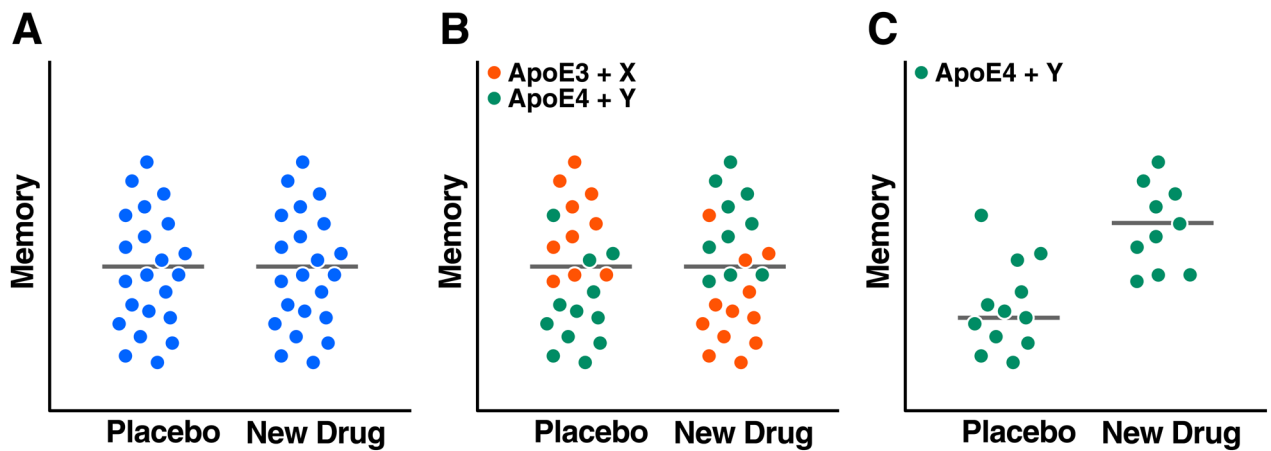 A
Memory
Placebo
New Drug
B
ApoE3 + X
ApoE4 + Y
Memory
Placebo
New Drug
C
ApoE4 + Y
Memory
Placebo
New Drug